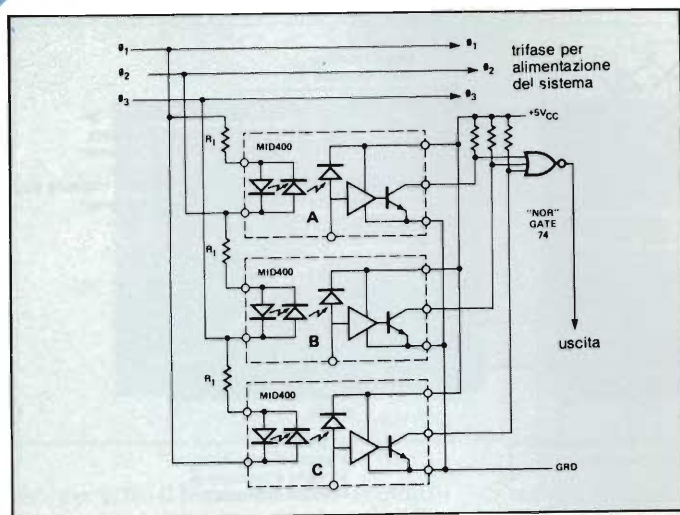 ø1
ø2
ø3
ø1
ø2
ø3
trifase per
alimentazione
del sistema
+5VCC
R1
MID400
A
"NOR"
GATE
74
R1
MID400
B
uscita
R1
MID400
C
GRD